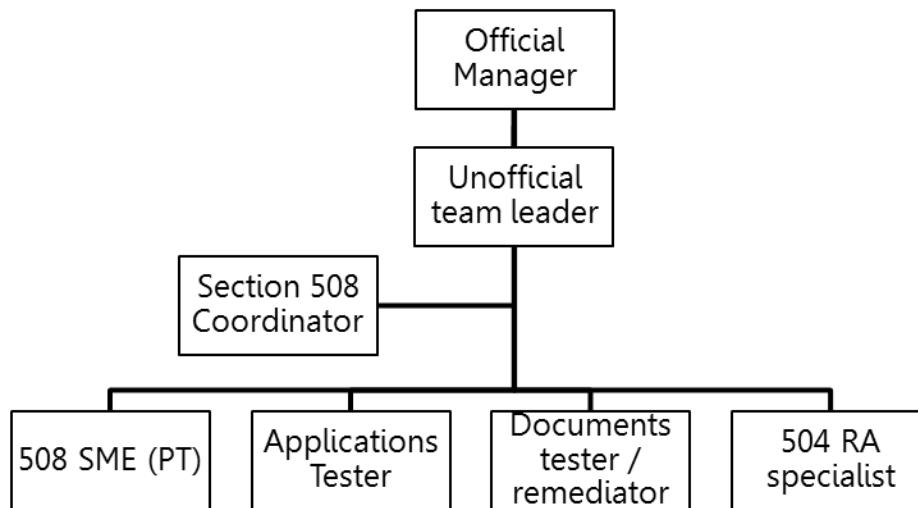 Official
Manager
Unofficial
team leader
Section 508
Coordinator
508 SME (PT)
Applications
Tester
Documents
tester /
remediator
504 RA
specialist